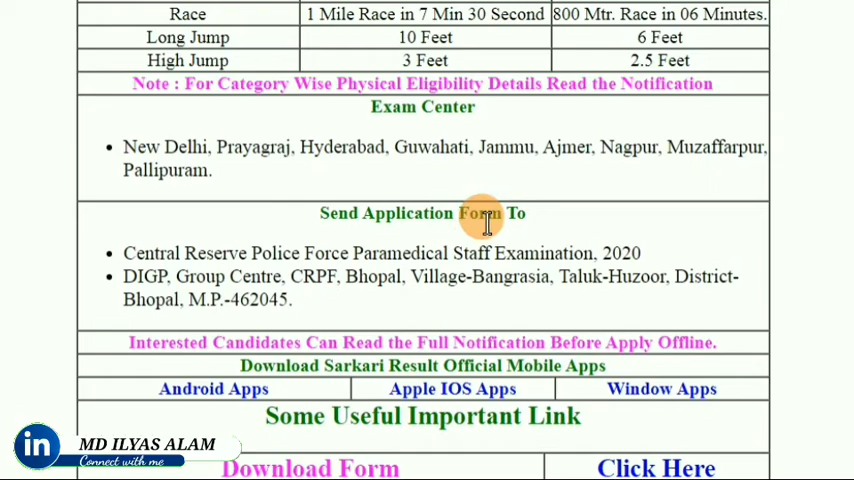 Race 1 Mile Race in 7 Min 30 Second 800 Mtr. Race in 06 Minutes.
Long Jump 10 Feet 6 Feet
High Jump 3 Feet 2.5 Feet
Note : For Category Wise Physical Eligibility Details Read the Notification
Exam Center
New Delhi, Prayagraj, Hyderabad, Guwahati, Jammu, Ajmer, Nagpur, Muzaffarpur,
Pallipuram.
Send Application Form To
Central Reserve Police Force Paramedical Staff Examination, 2020
DIGP, Group Centre, CRPF, Bhopal, Village-Bangrasia, Taluk-Huzoor, District-
Bhopal, M.P.-462045.
Interested Candidates Can Read the Full Notification Before Apply Offline.
Download Sarkari Result Official Mobile Apps
Android Apps Apple IOS Apps Window Apps
Some Useful Important Link
in MD ILYAS ALAM
Connect with me
Download Form Click Here